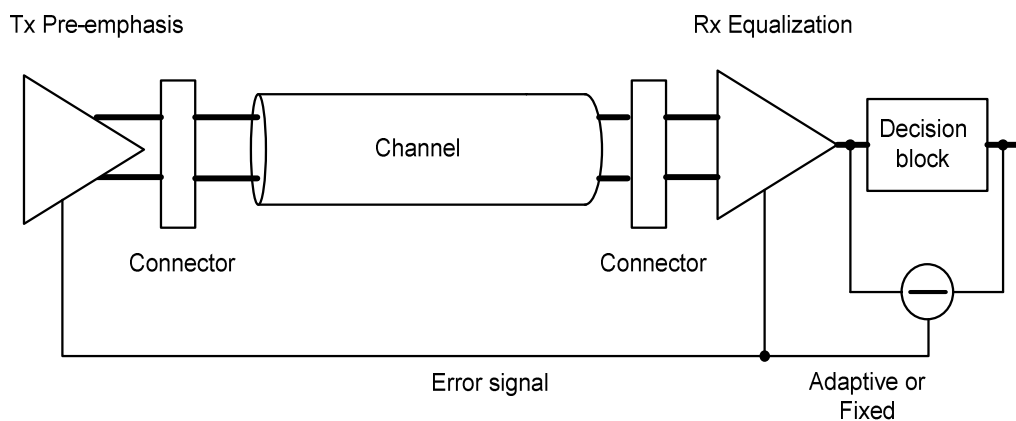 Tx Pre-emphasis
Rx Equalization
Channel
Decision
block
Connector
Connector
Error signal
Adaptive or
Fixed